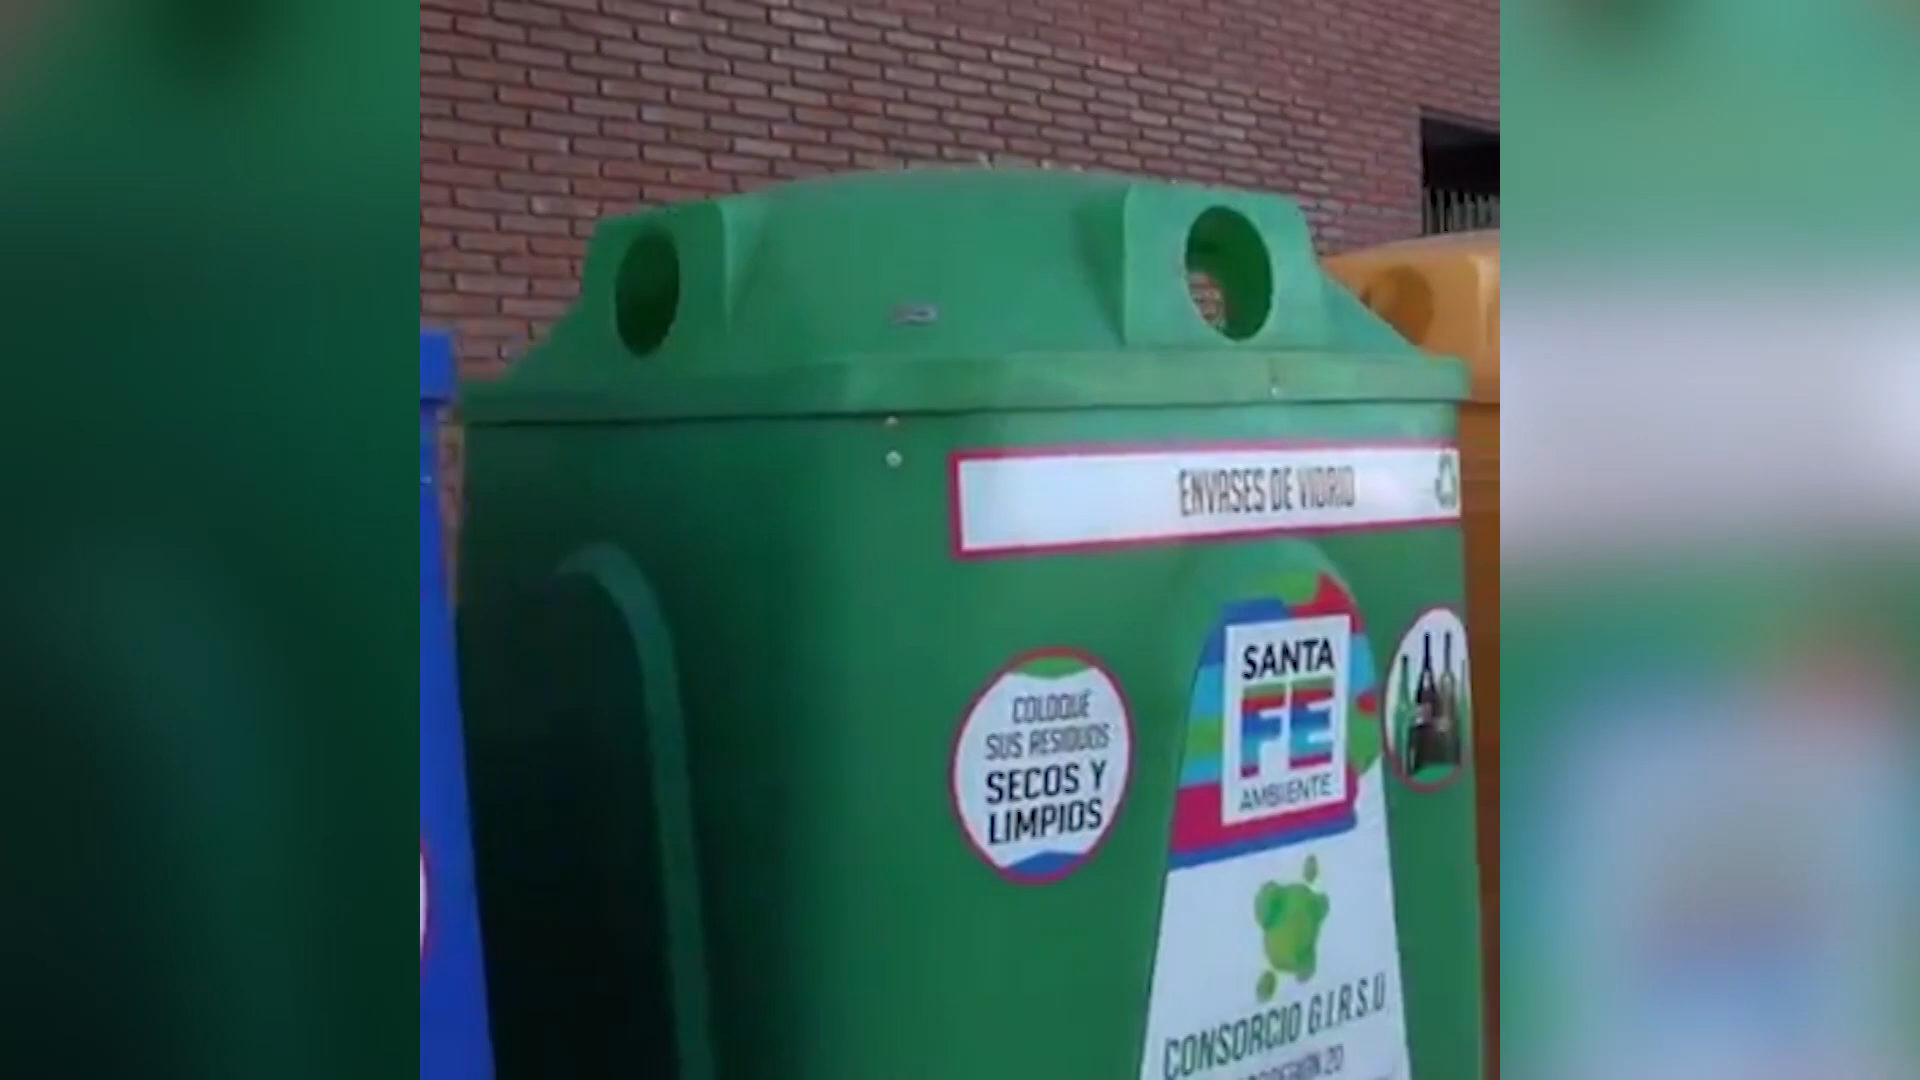 ENVASES DE VIDRIO
COLOQUE
SUS RESIDUOS
SECOS Y
LIMPIOS
SANTA
FE
AMBIENTE
CONSORCIO G.I.R.S.U.